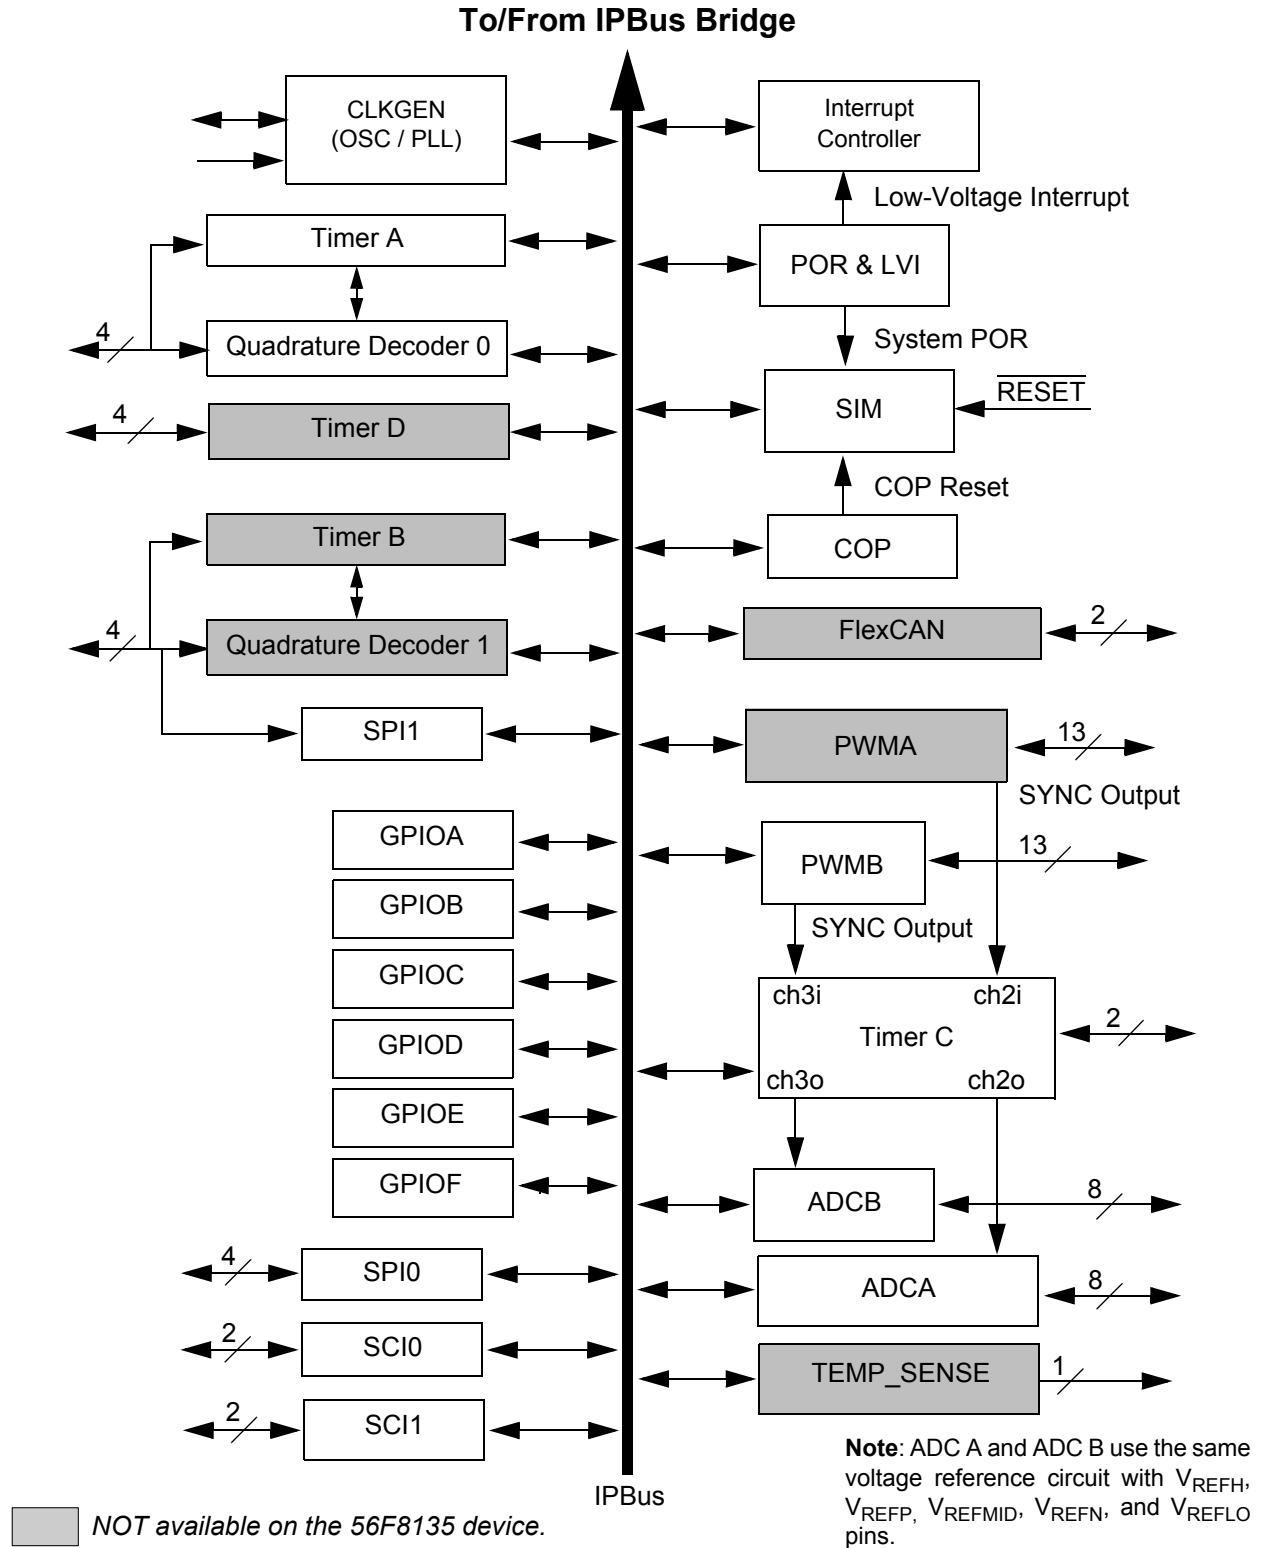 To/From IPBus Bridge
CLKGEN
(OSC / PLL)
Timer A
4
Quadrature Decoder 0
4
Timer D
Timer B
4
Quadrature Decoder 1
SPI1
GPIOA
GPIOB
GPIOC
GPIOD
GPIOE
GPIOF
4
SPI0
2
SCI0
2
SCI1
Interrupt
Controller
Low-Voltage Interrupt
POR & LVI
System POR
SIM
RESET
COP Reset
COP
FlexCAN
2
PWMA
13
SYNC Output
PWMB
13
SYNC Output
ch3i
ch2i
Timer C
2
ch3o
ch2o
ADCB
8
ADCA
8
TEMP_SENSE
1
IPBus
Note: ADC A and ADC B use the same
voltage reference circuit with VREFH,
VREFP, VREFMID, VREFN, and VREFLO
pins.
NOT available on the 56F8135 device.